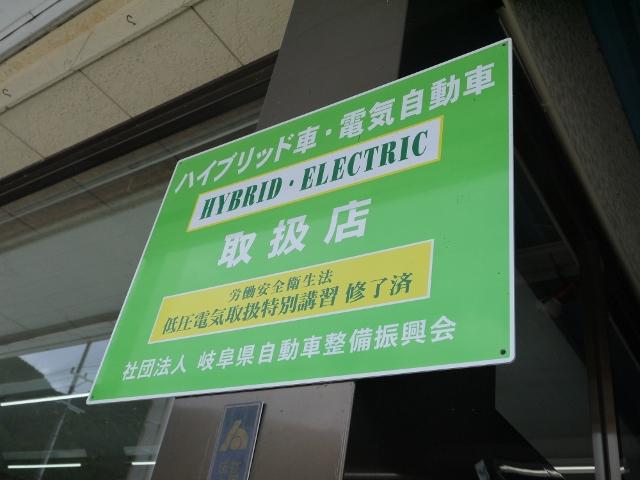 ハイブリッド車・電気自動車
HYBRID・ELECTRIC
取扱店
労働安全衛生法
低圧電気取扱特別講習 修了済
社団法人 岐阜県自動車整備振興会